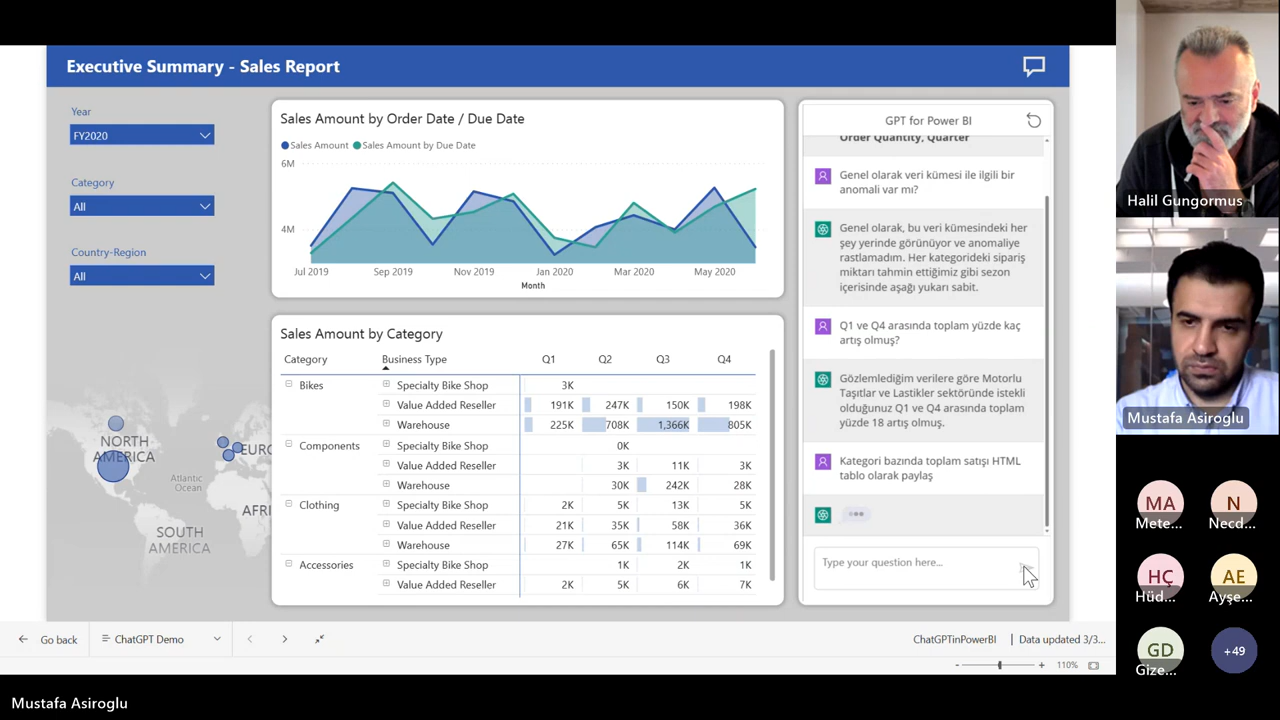 Executive Summary - Sales Report
Year
FY2020
Category
All
Country-Region
All
NORTH
AMERICA
EURO
Atlantic
Ocean
AFRI
SOUTH
AMERICA
Sales Amount by Order Date / Due Date
Sales Amount Sales Amount by Due Date
6M
4M
Jul 2019 Sep 2019 Nov 2019 Jan 2020 Mar 2020 May 2020
Month
Sales Amount by Category
Category Business Type Q1 Q2 Q3 Q4
Bikes Specialty Bike Shop 3K
Value Added Reseller 191K 247K 150K 198K
Warehouse 225K 708K 1,366K 805K
Components Specialty Bike Shop 0K
Value Added Reseller 3K 11K 3K
Warehouse 30K 242K 28K
Clothing Specialty Bike Shop 2K 5K 13K 5K
Value Added Reseller 21K 35K 58K 36K
Warehouse 27K 65K 114K 69K
Accessories Specialty Bike Shop 1K 2K 1K
Value Added Reseller 2K 5K 6K 7K
GPT for Power BI
Order Quantity, Quarter
Genel olarak veri kümesi ile ilgili bir
anomali var mı?
Genel olarak, bu veri kümesindeki her
şey yerinde görünüyor ve anomaliye
rastlamadım. Her kategorideki sipariş
miktarı tahmin ettiğimiz gibi sezon
içerisinde aşağı yukarı sabit.
Q1 ve Q4 arasında toplam yüzde kaç
artış olmuş?
Gözlemlediğim verilere göre Motorlu
Taşıtlar ve Lastikler sektöründe istekli
olduğunuz Q1 ve Q4 arasında toplam
yüzde 18 artış olmuş.
Kategori bazında toplam satışı HTML
tablo olarak paylaş
Type your question here...
Go back ChatGPT Demo
ChatGPTinPowerBI | Data updated 3/3...
- + 110%
Halil Gungormus
Mustafa Asiroglu
MA
Mete...
N
Necd...
HÇ
Hüd...
AE
Ayşe...
GD
Gize...
+49
Mustafa Asiroglu